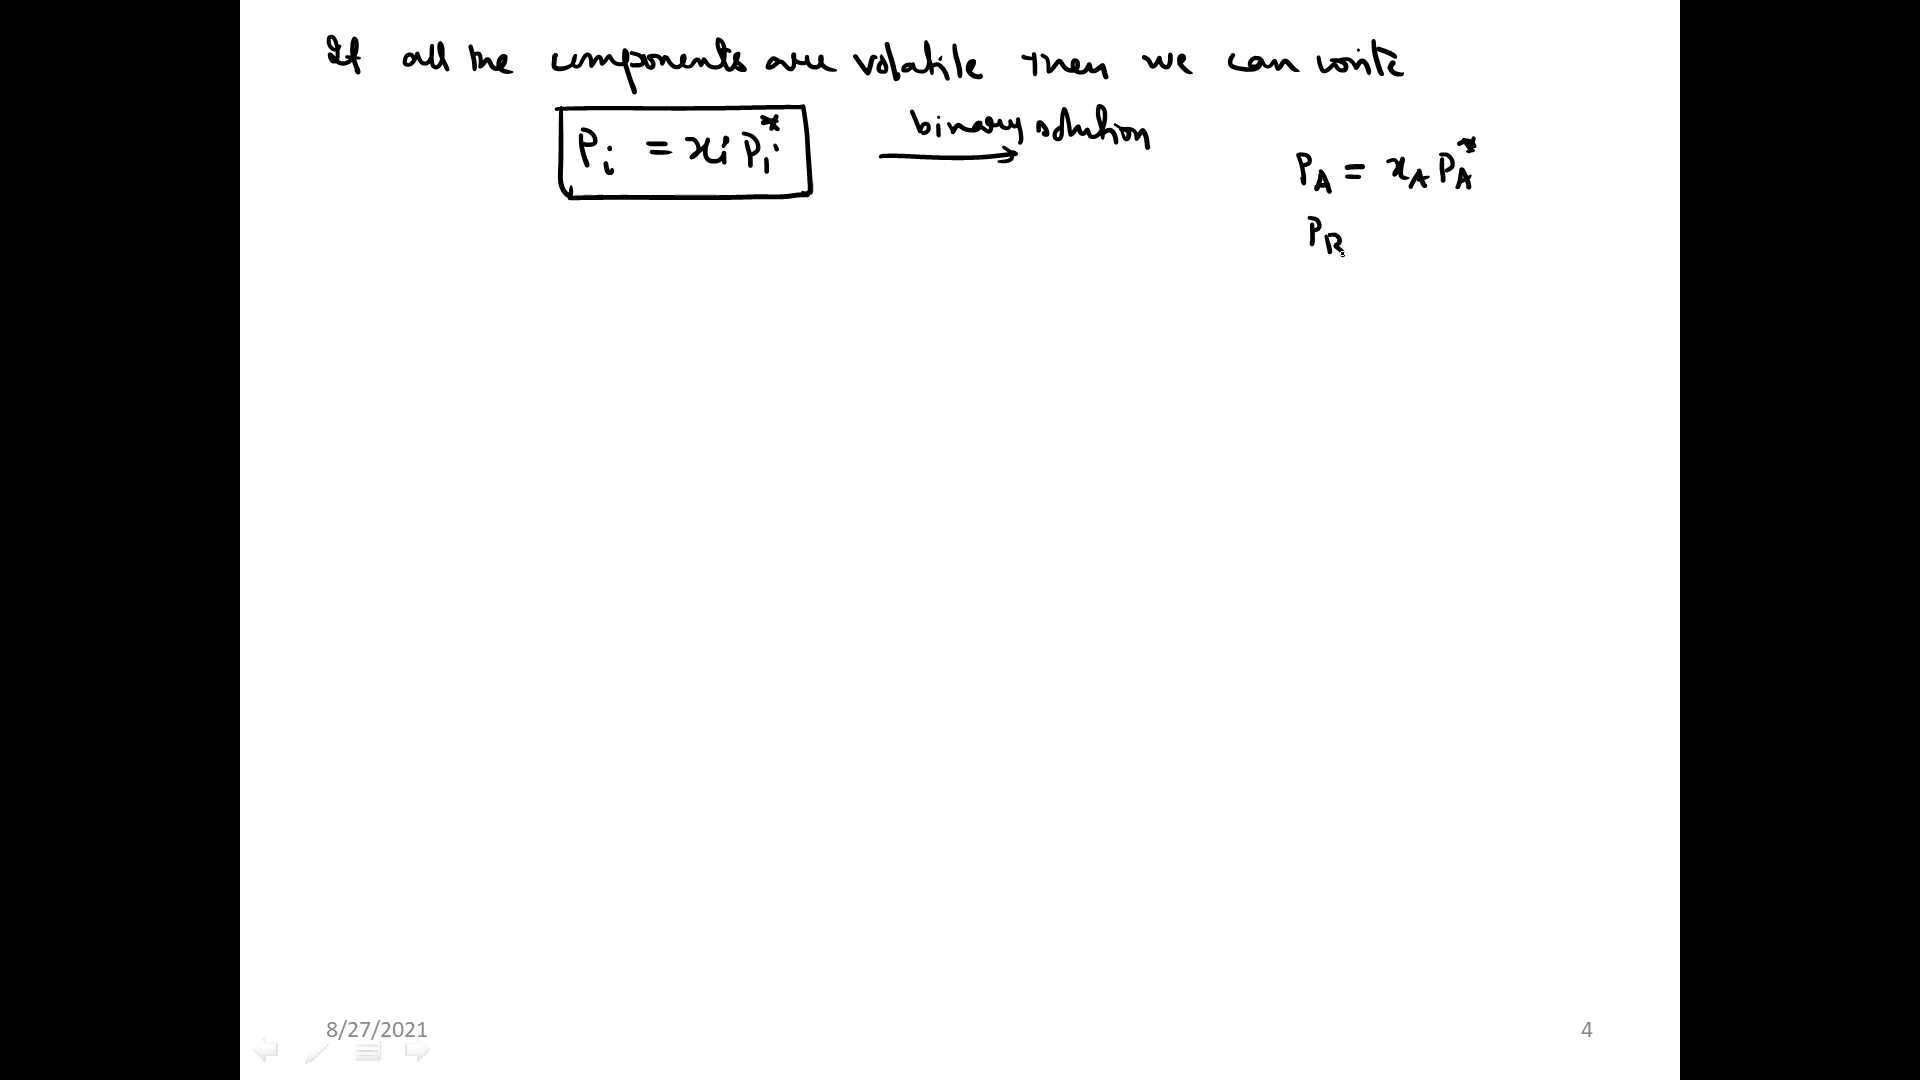 If all the components are volatile then we can write
Pi = xi Pi* binary solution
PA = xA PA*
PB
8/27/2021 4